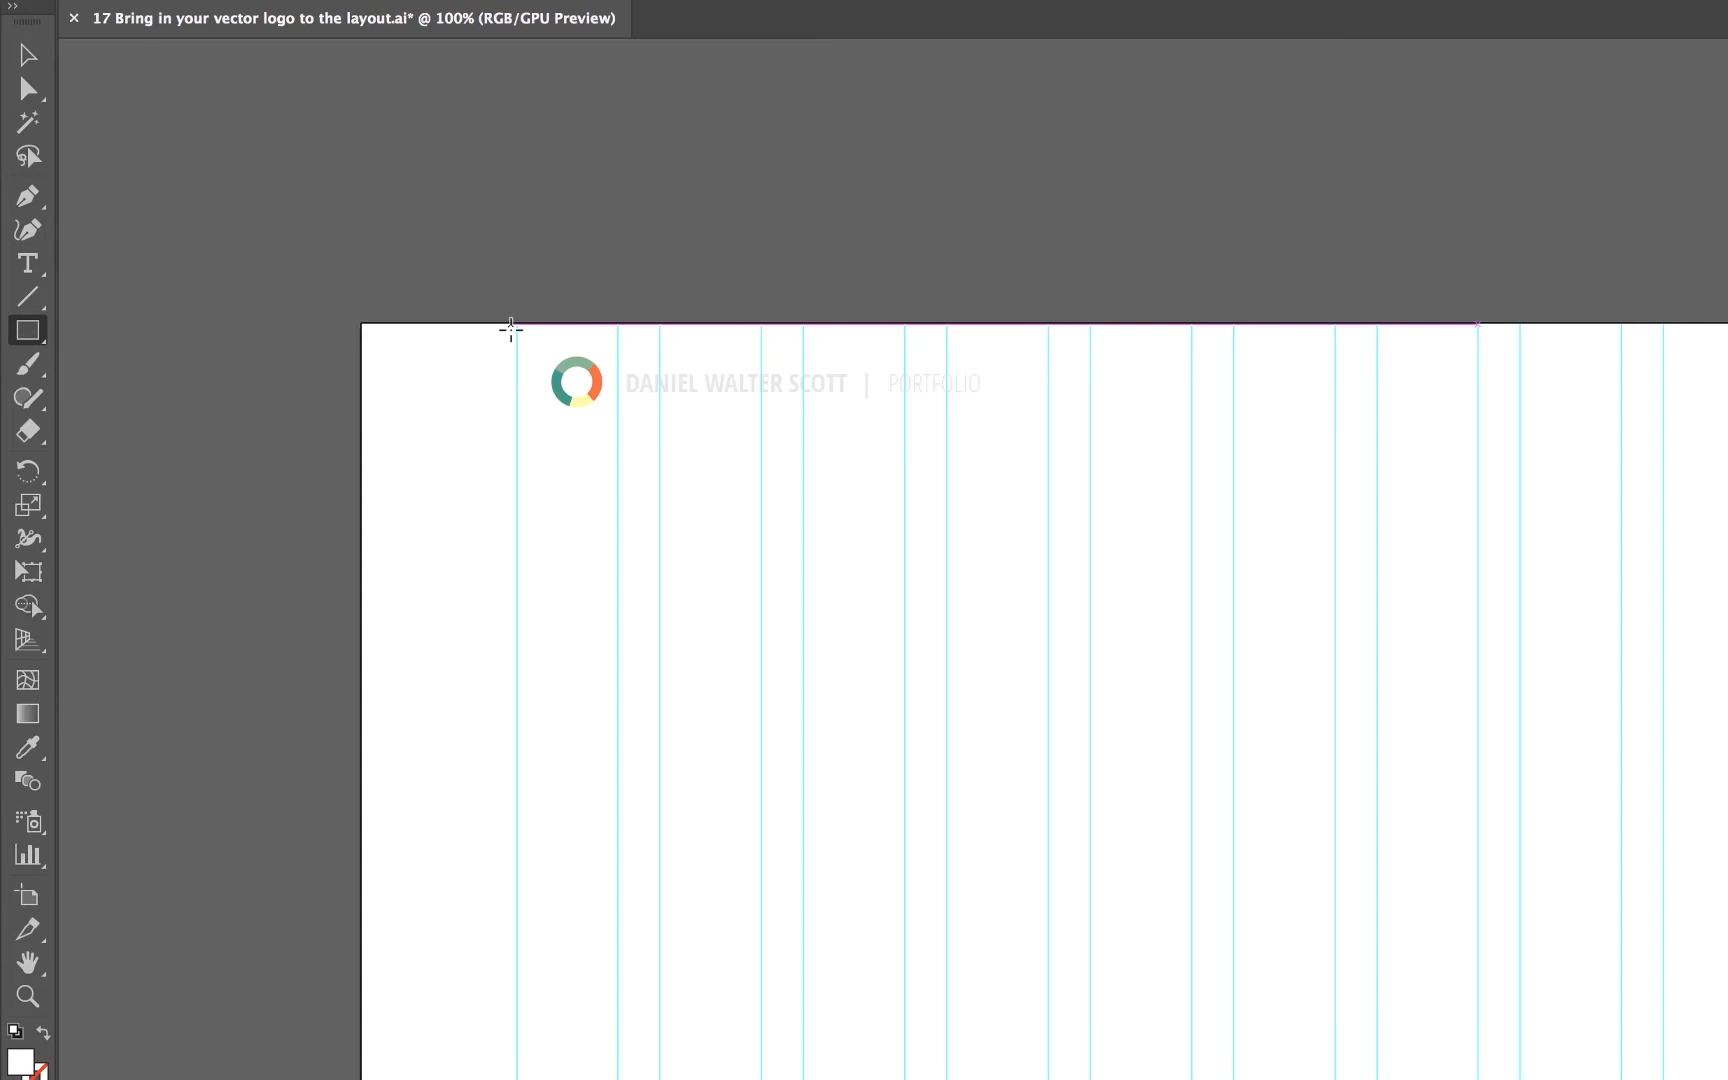 17 Bring in your vector logo to the layout.ai* @ 100% (RGB/GPU Preview)
DANIEL WALTER SCOTT | PORTFOLIO